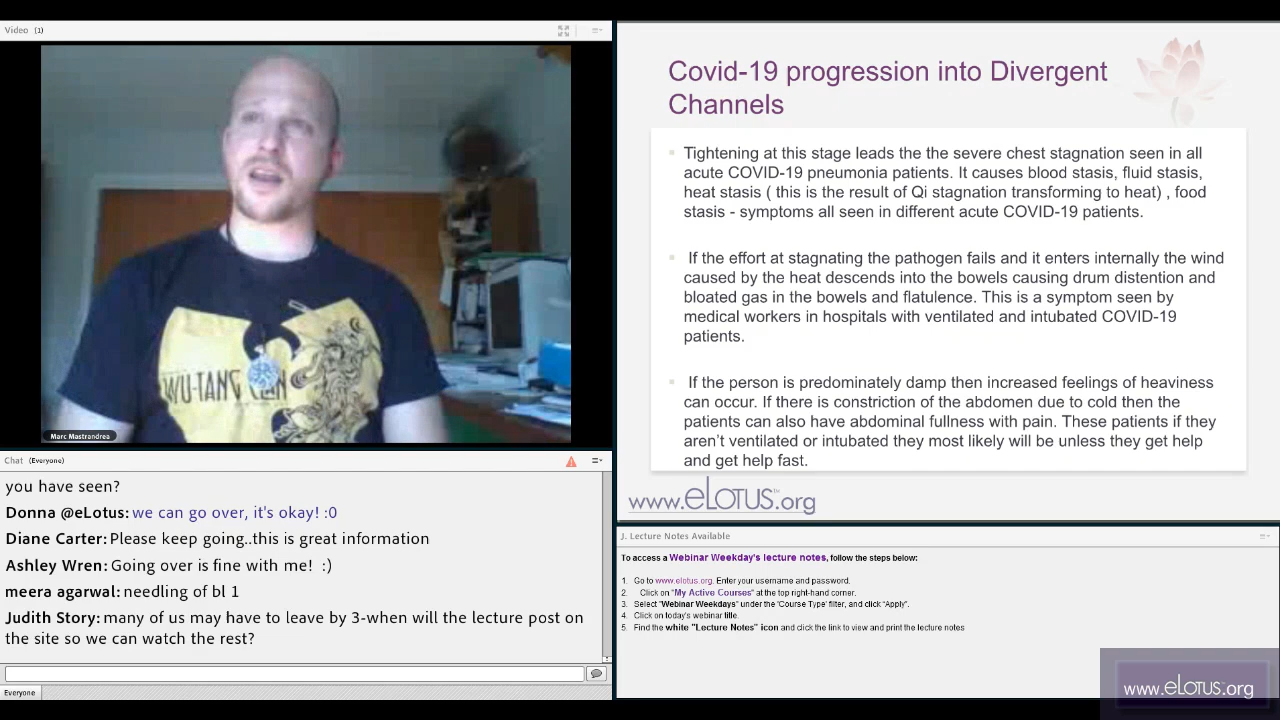 Video (1)
WU-TANG CLAN
Marc Mastrandrea
Chat (Everyone)
you have seen?
Donna @eLotus: we can go over, it's okay! :0
Diane Carter: Please keep going..this is great information
Ashley Wren: Going over is fine with me! :)
meera agarwal: needling of bl 1
Judith Story: many of us may have to leave by 3-when will the lecture post on
the site so we can watch the rest?
Everyone
Covid-19 progression into Divergent
Channels
Tightening at this stage leads the the severe chest stagnation seen in all
acute COVID-19 pneumonia patients. It causes blood stasis, fluid stasis,
heat stasis ( this is the result of Qi stagnation transforming to heat) , food
stasis - symptoms all seen in different acute COVID-19 patients.
If the effort at stagnating the pathogen fails and it enters internally the wind
caused by the heat descends into the bowels causing drum distention and
bloated gas in the bowels and flatulence. This is a symptom seen by
medical workers in hospitals with ventilated and intubated COVID-19
patients.
If the person is predominately damp then increased feelings of heaviness
can occur. If there is constriction of the abdomen due to cold then the
patients can also have abdominal fullness with pain. These patients if they
aren't ventilated or intubated they most likely will be unless they get help
and get help fast.
www.eLotus.org
J. Lecture Notes Available
To access a Webinar Weekday's lecture notes, follow the steps below:
1. Go to www.elotus.org. Enter your username and password.
2. Click on "My Active Courses" at the top right-hand corner.
3. Select "Webinar Weekdays" under the 'Course Type' filter, and click "Apply".
4. Click on today's webinar title.
5. Find the white "Lecture Notes" icon and click the link to view and print the lecture notes
www.eLotus.org